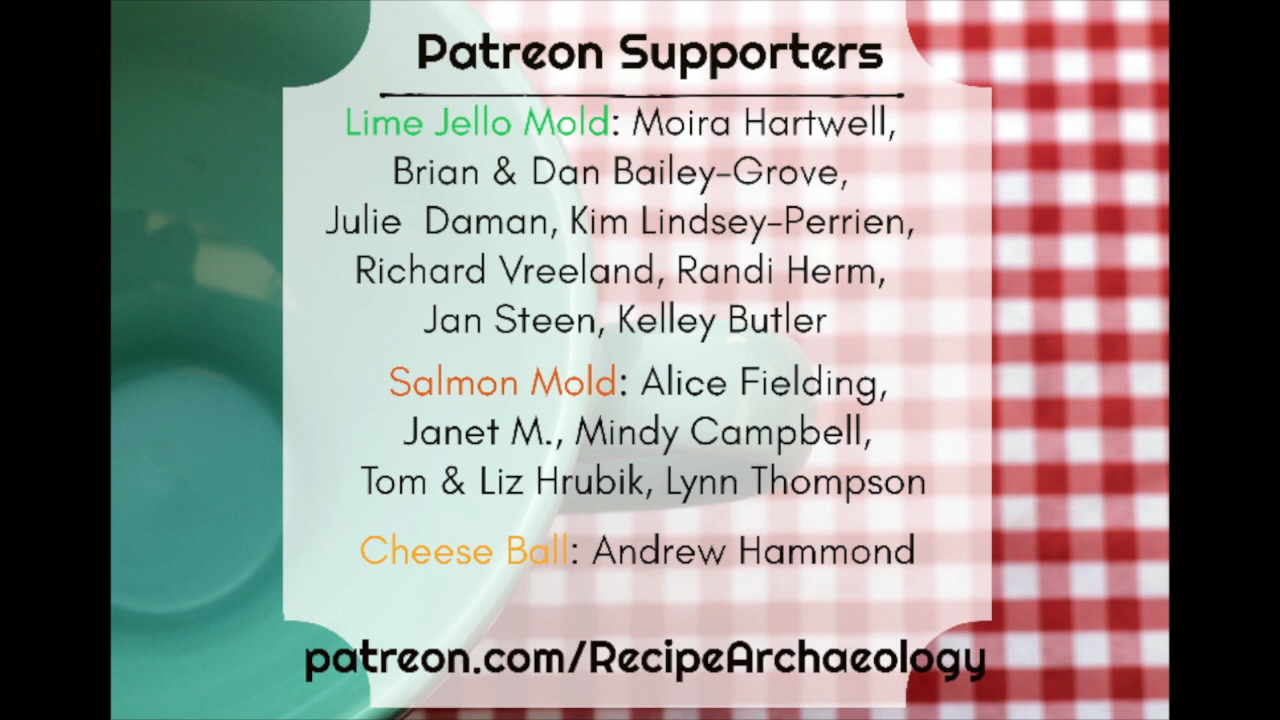 Patreon Supporters
Lime Jello Mold: Moira Hartwell,
Brian & Dan Bailey-Grove,
Julie Daman, Kim Lindsey-Perrien,
Richard Vreeland, Randi Herm,
Jan Steen, Kelley Butler
Salmon Mold: Alice Fielding,
Janet M., Mindy Campbell,
Tom & Liz Hrubik, Lynn Thompson
Cheese Ball: Andrew Hammond
patreon.com/RecipeArchaeology